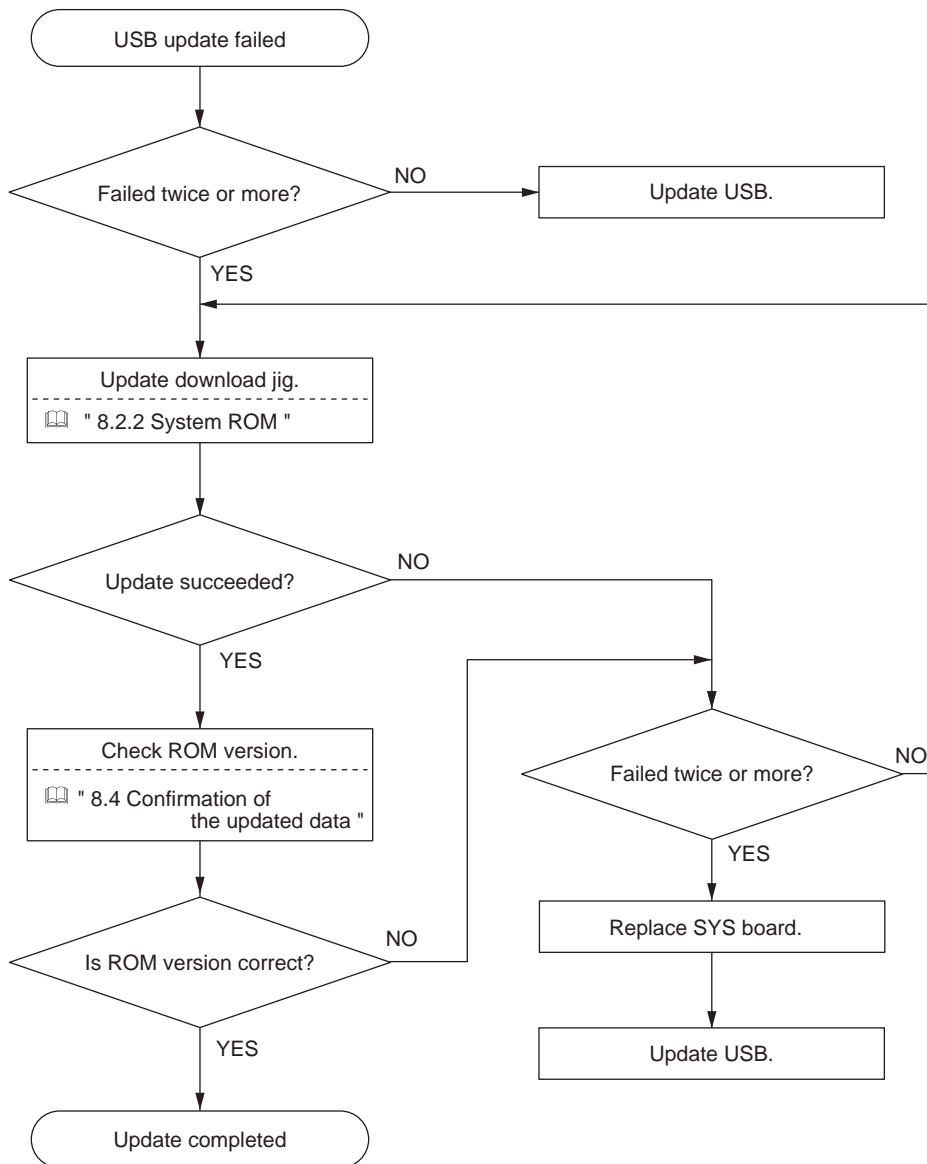 USB update failed
Failed twice or more?
NO
Update USB.
YES
Update download jig.
" 8.2.2 System ROM "
Update succeeded?
NO
YES
Check ROM version.
" 8.4 Confirmation of
the updated data "
Is ROM version correct?
NO
YES
Update completed
Failed twice or more?
NO
YES
Replace SYS board.
Update USB.